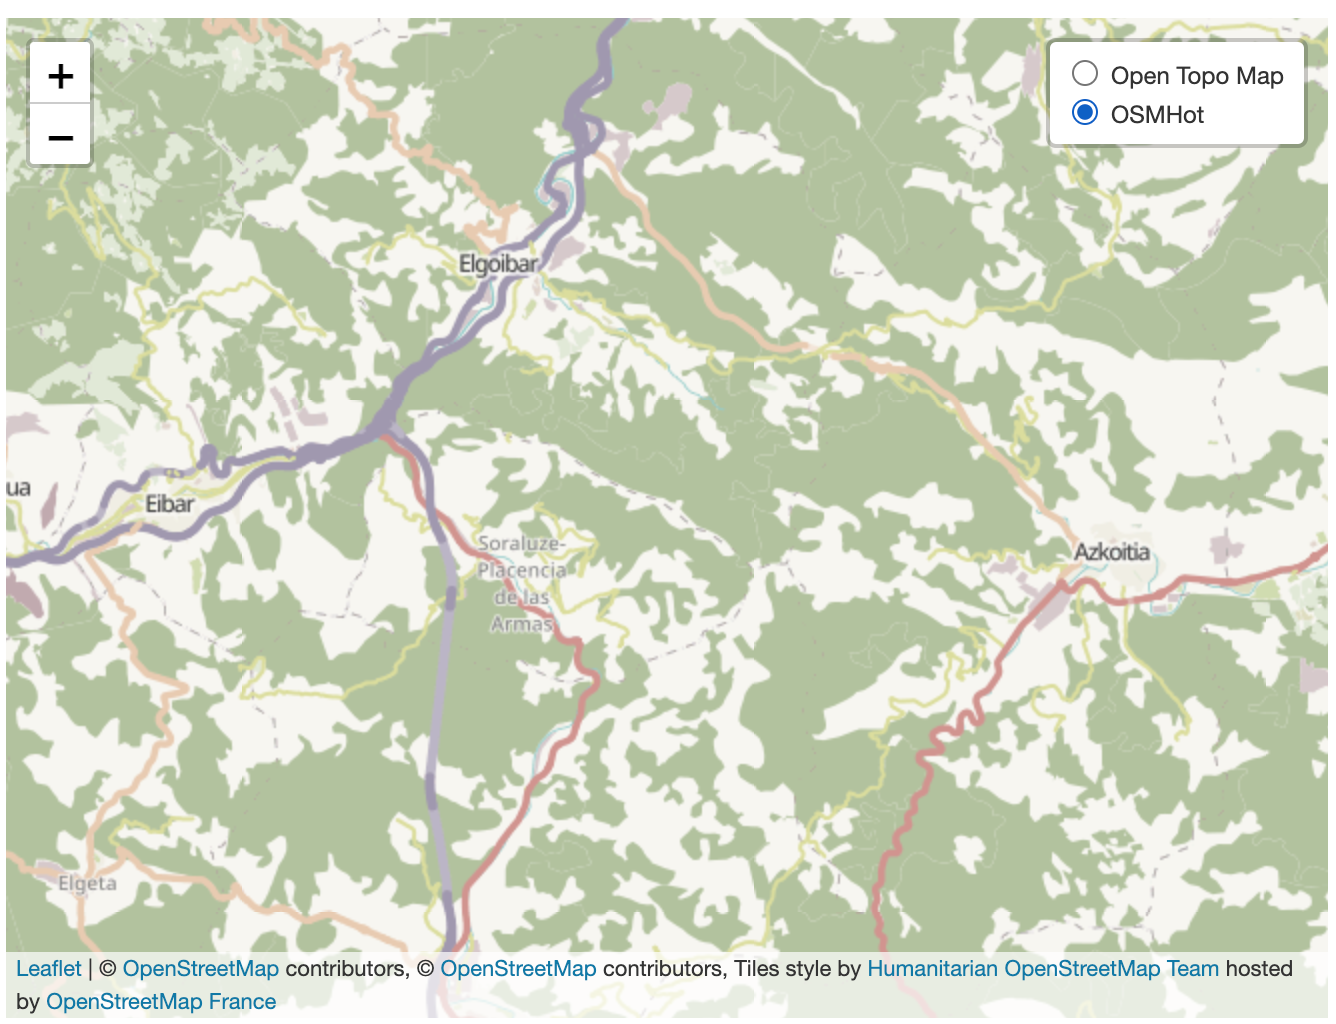 +
−
Open Topo Map
OSMHot
Elgoibar
ua
Eibar
Soraluze-
Placencia
de las
Armas
Azkoitia
Elgeta
Leaflet | © OpenStreetMap contributors, © OpenStreetMap contributors, Tiles style by Humanitarian OpenStreetMap Team hosted
by OpenStreetMap France